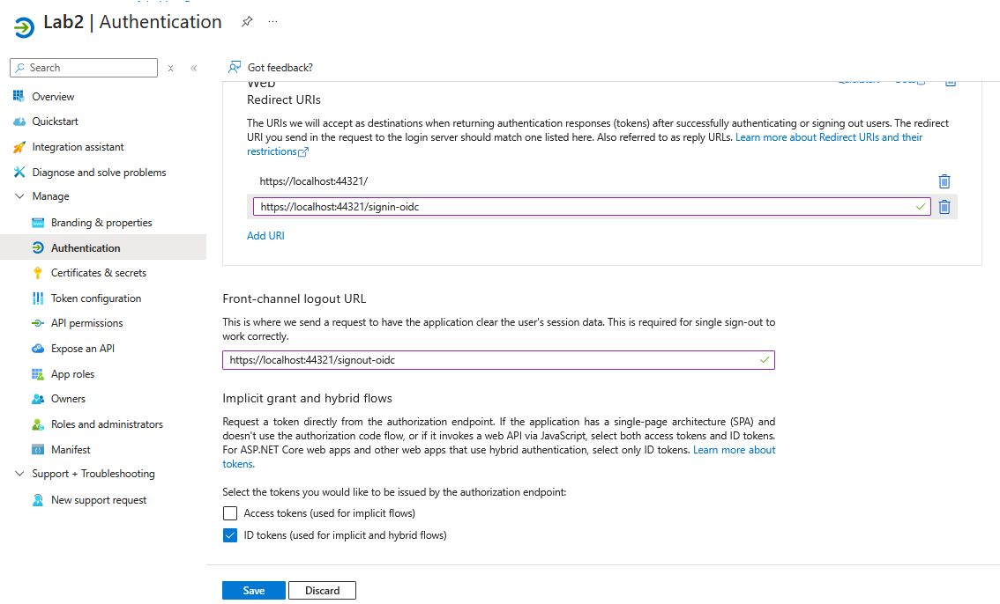 Lab2 | Authentication
Search
Got feedback?
Overview
Quickstart
Integration assistant
Diagnose and solve problems
Manage
Branding & properties
Authentication
Certificates & secrets
Token configuration
API permissions
Expose an API
App roles
Owners
Roles and administrators
Manifest
Support + Troubleshooting
New support request
Web
Redirect URIs
The URIs we will accept as destinations when returning authentication responses (tokens) after successfully authenticating or signing out users. The redirect
URI you send in the request to the login server should match one listed here. Also referred to as reply URLs. Learn more about Redirect URIs and their
restrictions
https://localhost:44321/
https://localhost:44321/signin-oidc
Add URI
Front-channel logout URL
This is where we send a request to have the application clear the user's session data. This is required for single sign-out to
work correctly.
https://localhost:44321/signout-oidc
Implicit grant and hybrid flows
Request a token directly from the authorization endpoint. If the application has a single-page architecture (SPA) and
doesn't use the authorization code flow, or if it invokes a web API via JavaScript, select both access tokens and ID tokens.
For ASP.NET Core web apps and other web apps that use hybrid authentication, select only ID tokens. Learn more about
tokens.
Select the tokens you would like to be issued by the authorization endpoint:
Access tokens (used for implicit flows)
ID tokens (used for implicit and hybrid flows)
Save
Discard